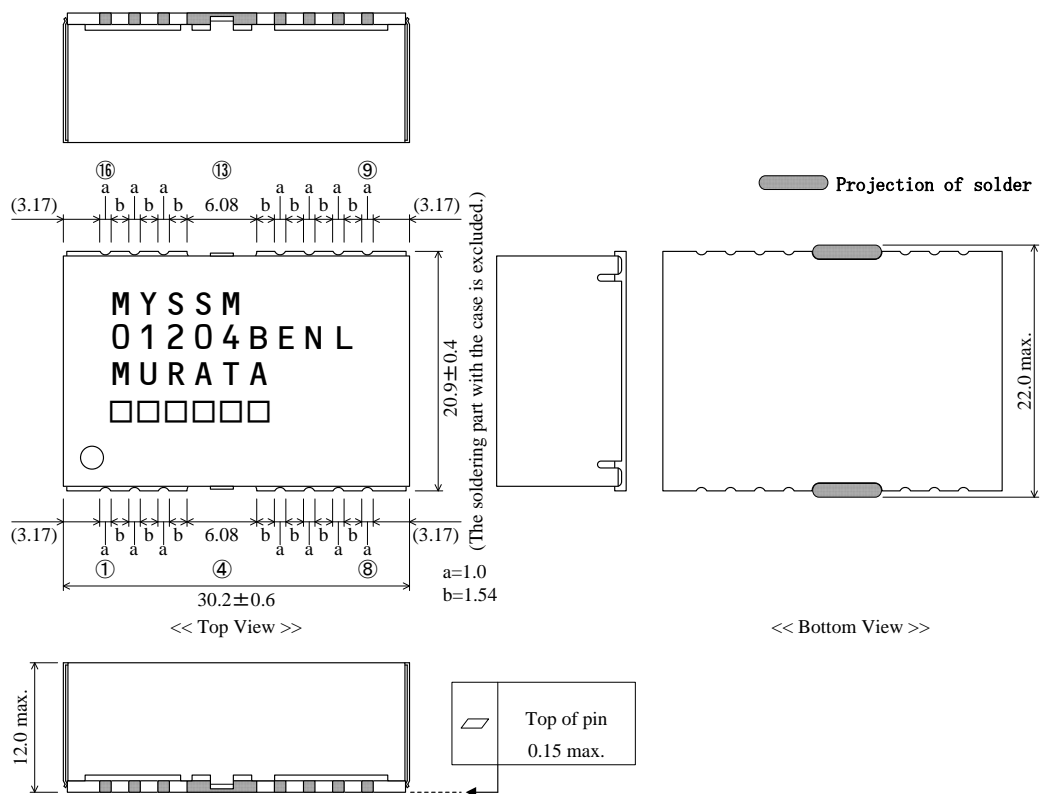 ⑯ ⑬ ⑨
a a a a a a a
(3.17) b b b 6.08 b b b b (3.17)
Projection of solder
MYSSM
01204BENL
MURATA
□□□□□□
20.9±0.4
(The soldering part with the case is excluded.)
22.0 max.
(3.17) b b b 6.08 b b b b (3.17)
a a a a a a a
① ④ ⑧
a=1.0
b=1.54
30.2±0.6
<< Top View >>
<< Bottom View >>
12.0 max.
Top of pin
0.15 max.